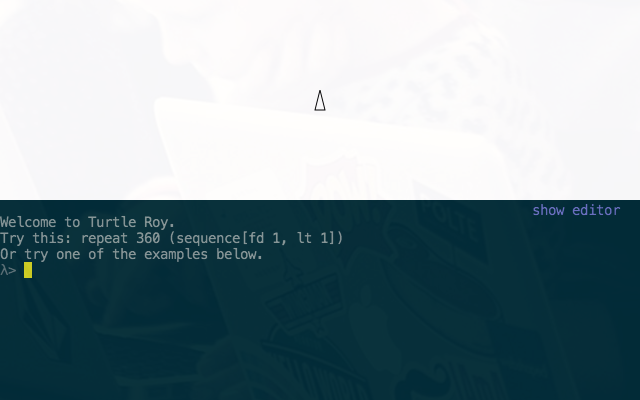 show editor
Welcome to Turtle Roy.
Try this: repeat 360 (sequence[fd 1, lt 1])
Or try one of the examples below.
λ>